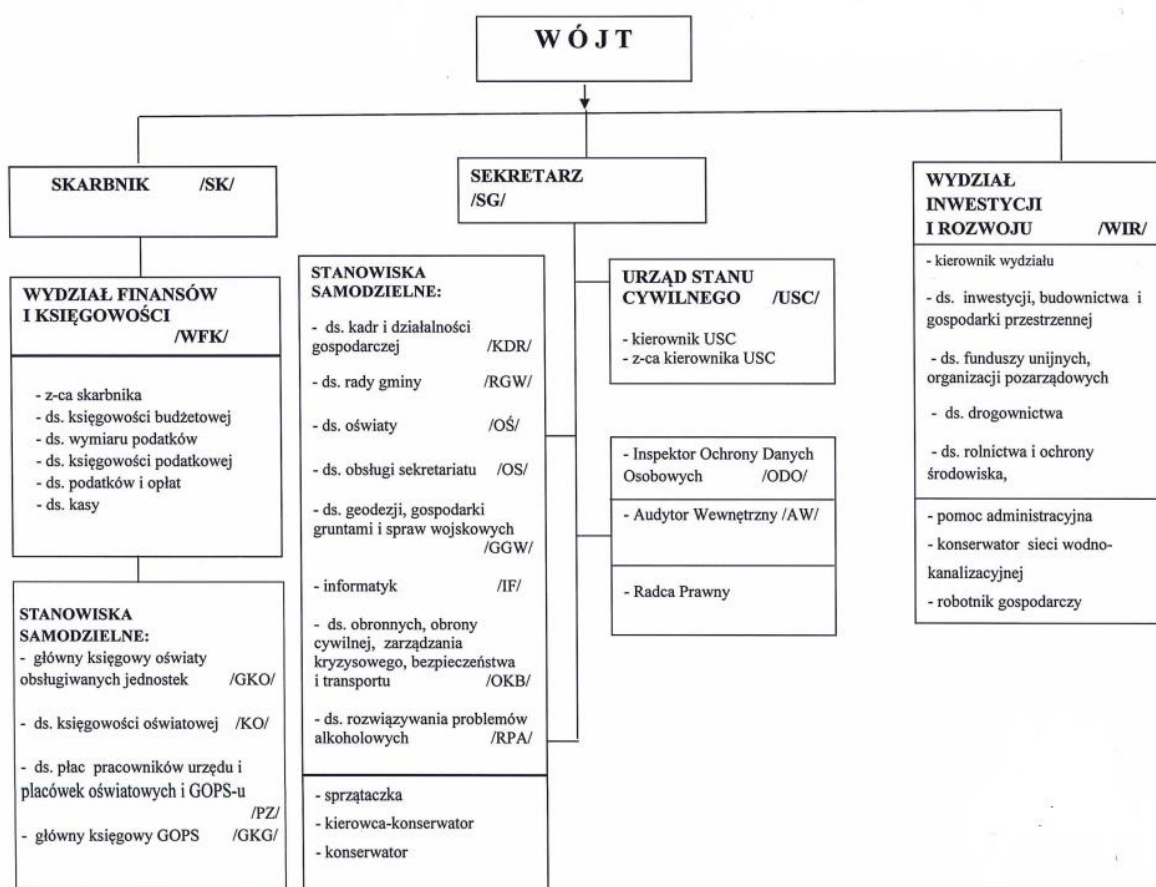 WÓJT
SKARBNIK /SK/
WYDZIAŁ FINANSÓW
I KSIĘGOWOŚCI
/WFK/
- z-ca skarbnika
- ds. księgowości budżetowej
- ds. wymiaru podatków
- ds. księgowości podatkowej
- ds. podatków i opłat
- ds. kasy
STANOWISKA
SAMODZIELNE:
- główny księgowy oświaty
obsługiwanych jednostek /GKO/
- ds. księgowości oświatowej /KO/
- ds. płac pracowników urzędu i
placówek oświatowych i GOPS-u
/PZ/
- główny księgowy GOPS /GKG/
SEKRETARZ
/SG/
STANOWISKA
SAMODZIELNE:
- ds. kadr i działalności
gospodarczej /KDR/
- ds. rady gminy /RGW/
- ds. oświaty /OŚ/
- ds. obsługi sekretariatu /OS/
- ds. geodezji, gospodarki
gruntami i spraw wojskowych
/GGW/
- informatyk /IF/
- ds. obronnych, obrony
cywilnej, zarządzania
kryzysowego, bezpieczeństwa
i transportu /OKB/
- ds. rozwiązywania problemów
alkoholowych /RPA/
- sprzątaczka
- kierowca-konserwator
- konserwator
URZĄD STANU
CYWILNEGO /USC/
- kierownik USC
- z-ca kierownika USC
- Inspektor Ochrony Danych
Osobowych /ODO/
- Audytor Wewnętrzny /AW/
- Radca Prawny
WYDZIAŁ
INWESTYCJI
I ROZWOJU /WIR/
- kierownik wydziału
- ds. inwestycji, budownictwa i
gospodarki przestrzennej
- ds. funduszy unijnych,
organizacji pozarządowych
- ds. drogownictwa
- ds. rolnictwa i ochrony
środowiska,
- pomoc administracyjna
- konserwator sieci wodno-
kanalizacyjnej
- robotnik gospodarczy